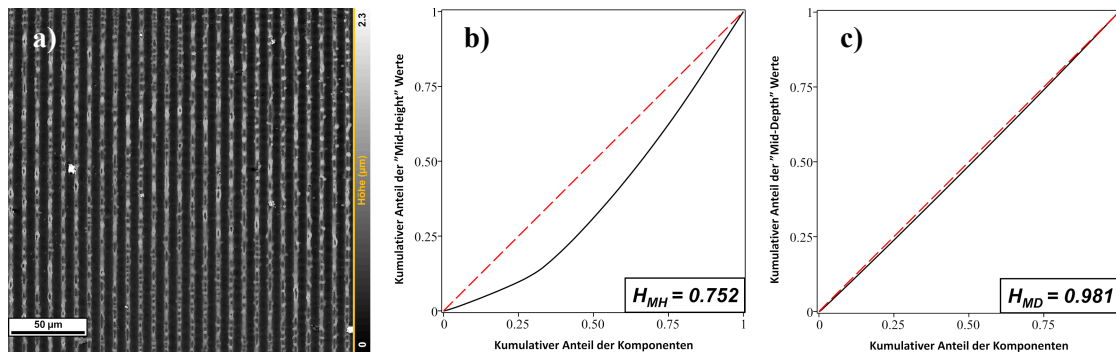 a)
2.3
Höhe (µm)
0
50 µm
b)
Kumulativer Anteil der "Mid-Height" Werte
1
0.75
0.50
0.25
0
0
0.25
0.50
0.75
1
H_MH = 0.752
Kumulativer Anteil der Komponenten
c)
Kumulativer Anteil der "Mid-Depth" Werte
1
0.75
0.50
0.25
0
0
0.25
0.50
0.75
H_MD = 0.981
Kumulativer Anteil der Komponenten